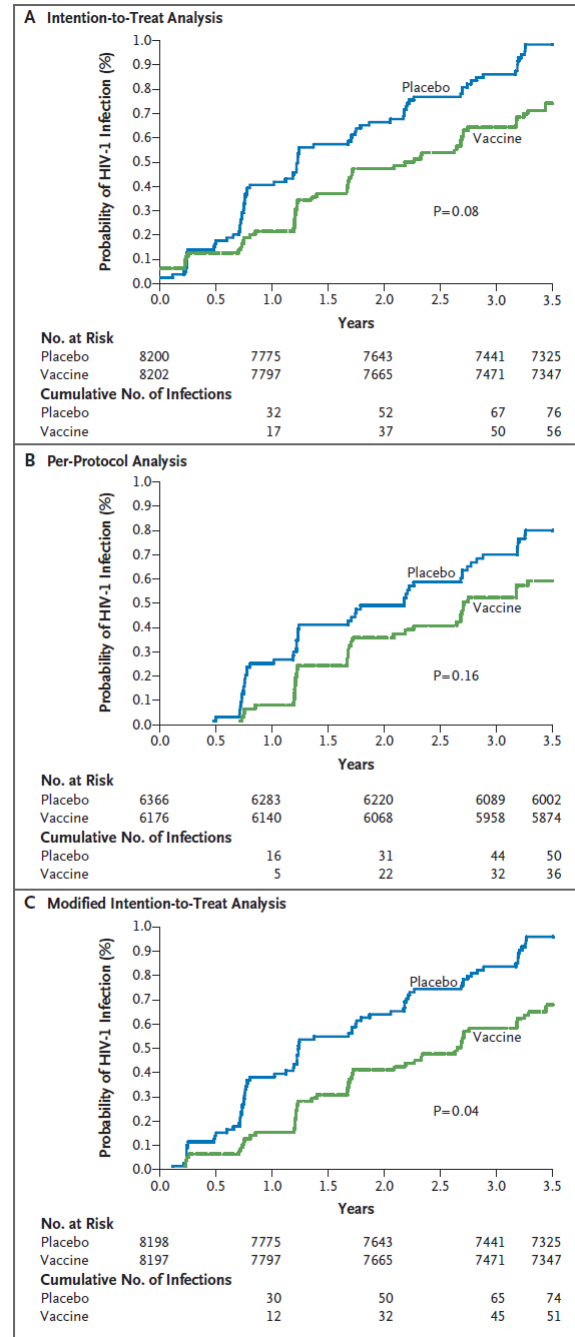 A Intention-to-Treat Analysis
Probability of HIV-1 Infection (%)
1.0
0.9
0.8
0.7
0.6
0.5
0.4
0.3
0.2
0.1
0.0
Placebo
Vaccine
P=0.08
0.0 0.5 1.0 1.5 2.0 2.5 3.0 3.5
Years
No. at Risk
Placebo 8200 7775 7643 7441 7325
Vaccine 8202 7797 7665 7471 7347
Cumulative No. of Infections
Placebo 32 52 67 76
Vaccine 17 37 50 56
B Per-Protocol Analysis
Probability of HIV-1 Infection (%)
1.0
0.9
0.8
0.7
0.6
0.5
0.4
0.3
0.2
0.1
0.0
Placebo
Vaccine
P=0.16
0.0 0.5 1.0 1.5 2.0 2.5 3.0 3.5
Years
No. at Risk
Placebo 6366 6283 6220 6089 6002
Vaccine 6176 6140 6068 5958 5874
Cumulative No. of Infections
Placebo 16 31 44 50
Vaccine 5 22 32 36
C Modified Intention-to-Treat Analysis
Probability of HIV-1 Infection (%)
1.0
0.9
0.8
0.7
0.6
0.5
0.4
0.3
0.2
0.1
0.0
Placebo
Vaccine
P=0.04
0.0 0.5 1.0 1.5 2.0 2.5 3.0 3.5
Years
No. at Risk
Placebo 8198 7775 7643 7441 7325
Vaccine 8197 7797 7665 7471 7347
Cumulative No. of Infections
Placebo 30 50 65 74
Vaccine 12 32 45 51